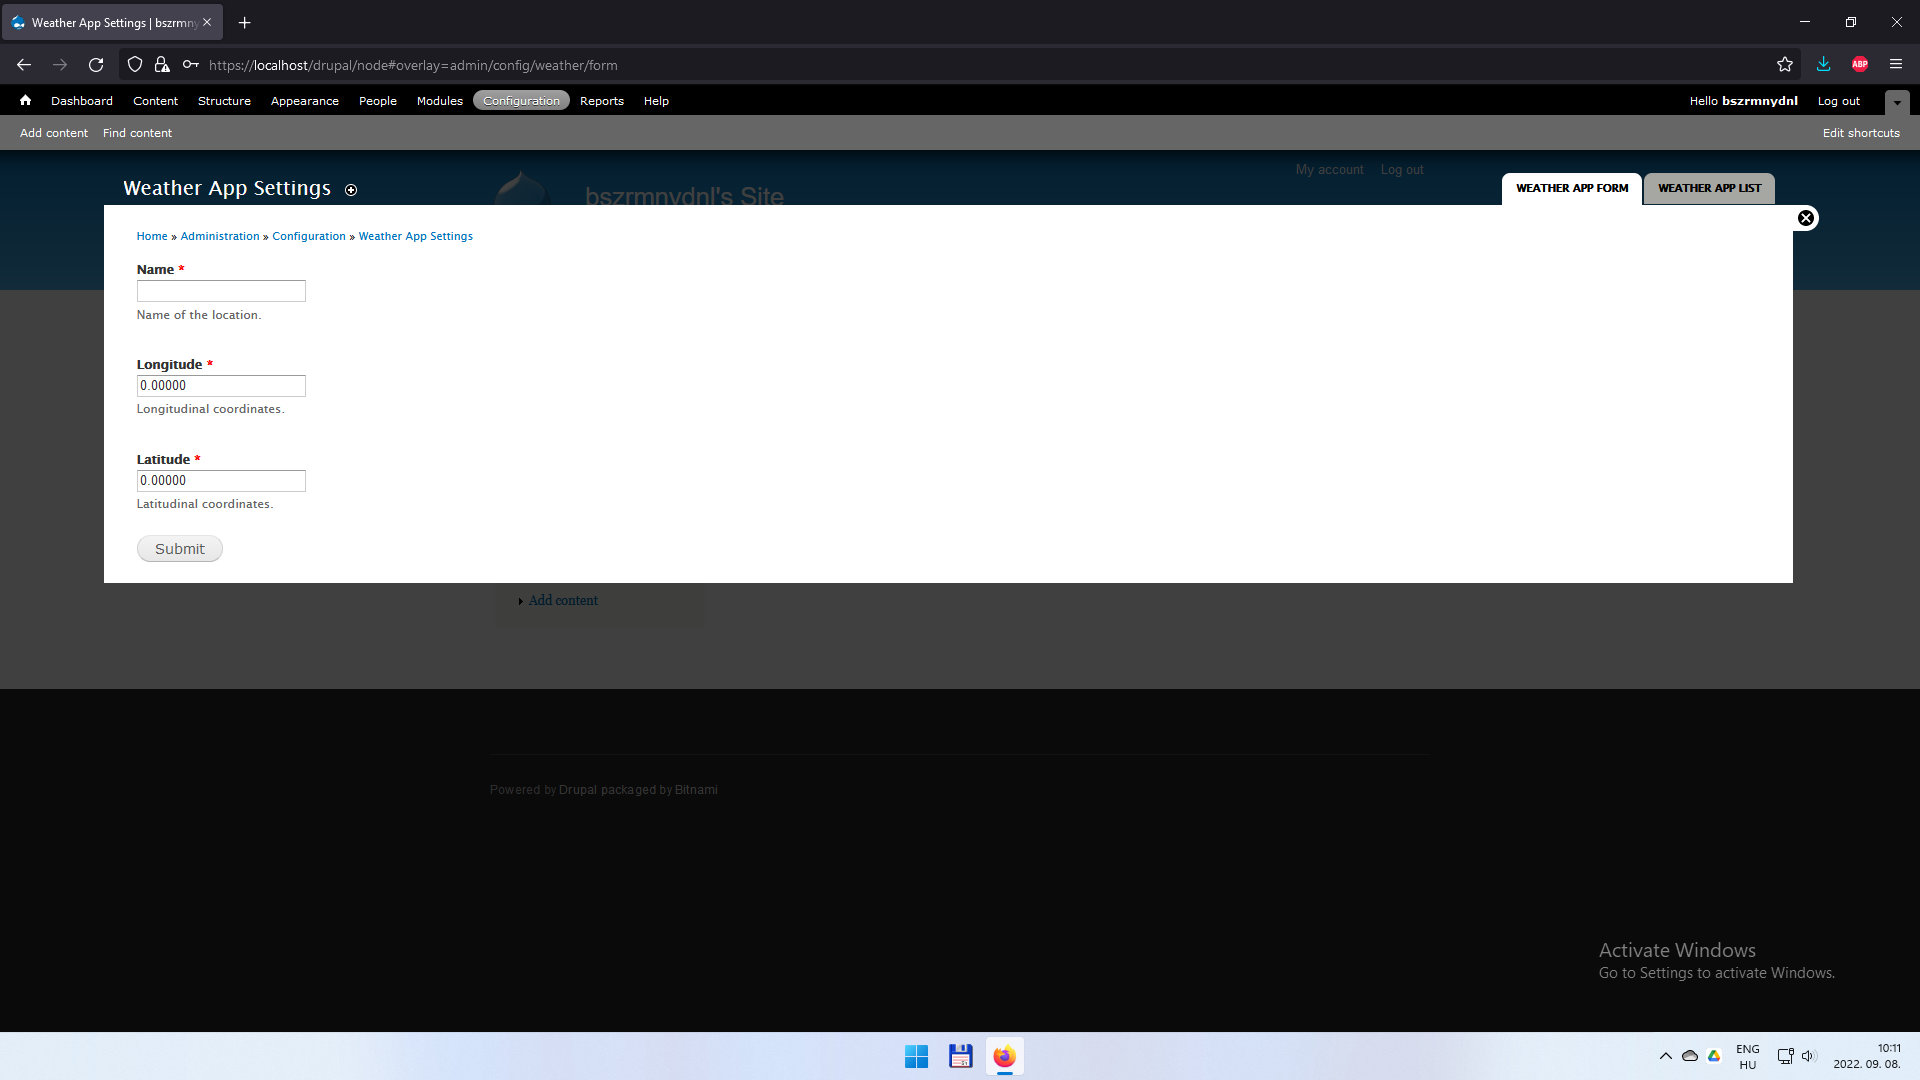 Weather App Settings | bszrmny
https://localhost/drupal/node#overlay=admin/config/weather/form
ABP
Dashboard Content Structure Appearance People Modules Configuration Reports Help
Hello bszrmnydnl Log out
Add content Find content
Edit shortcuts
My account Log out
Weather App Settings
bszrmnydnl's Site
WEATHER APP FORM WEATHER APP LIST
Home » Administration » Configuration » Weather App Settings
Name *
Name of the location.
Longitude *
0.00000
Longitudinal coordinates.
Latitude *
0.00000
Latitudinal coordinates.
Submit
Add content
Powered by Drupal packaged by Bitnami
Activate Windows
Go to Settings to activate Windows.
ENG
HU
10:11
2022. 09. 08.